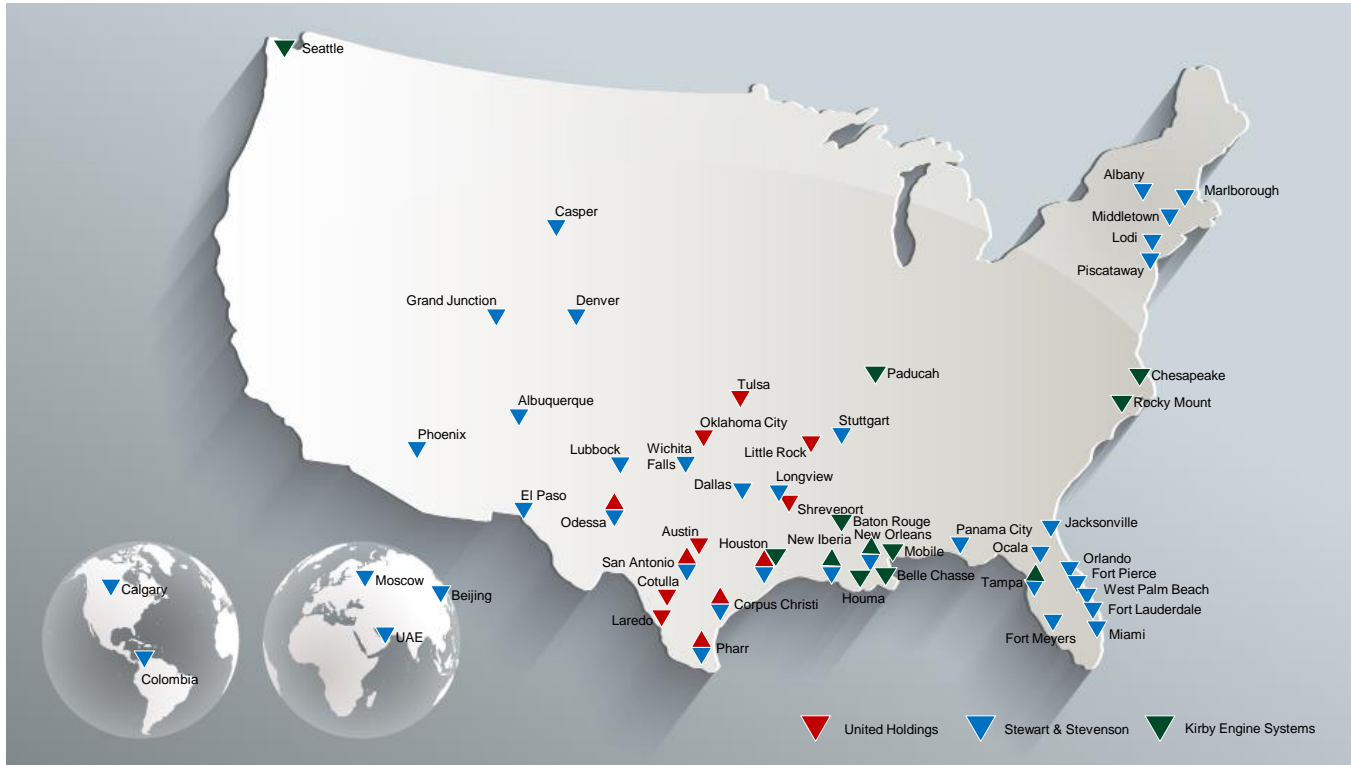 Seattle
Albany
Marlborough
Middletown
Lodi
Piscataway
Casper
Grand Junction
Denver
Paducah
Chesapeake
Tulsa
Rocky Mount
Albuquerque
Oklahoma City
Stuttgart
Phoenix
Lubbock
Wichita
Falls
Little Rock
Dallas
Longview
El Paso
Odessa
Shreveport
Baton Rouge
Austin
Houston
New Iberia
New Orleans
Mobile
Panama City
Jacksonville
Ocala
San Antonio
Orlando
Fort Pierce
Cotulla
Belle Chasse
Tampa
West Palm Beach
Houma
Corpus Christi
Fort Lauderdale
Laredo
Fort Meyers
Miami
Pharr
Calgary
Colombia
Moscow
Beijing
UAE
United Holdings
Stewart & Stevenson
Kirby Engine Systems